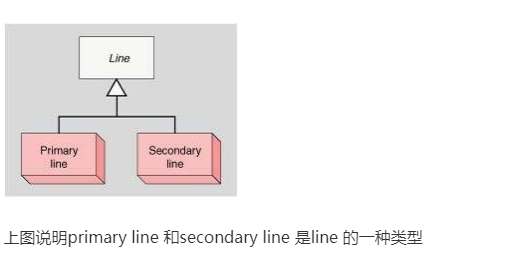 Line
Primary
line
Secondary
line
上图说明primary line 和secondary line 是line 的一种类型